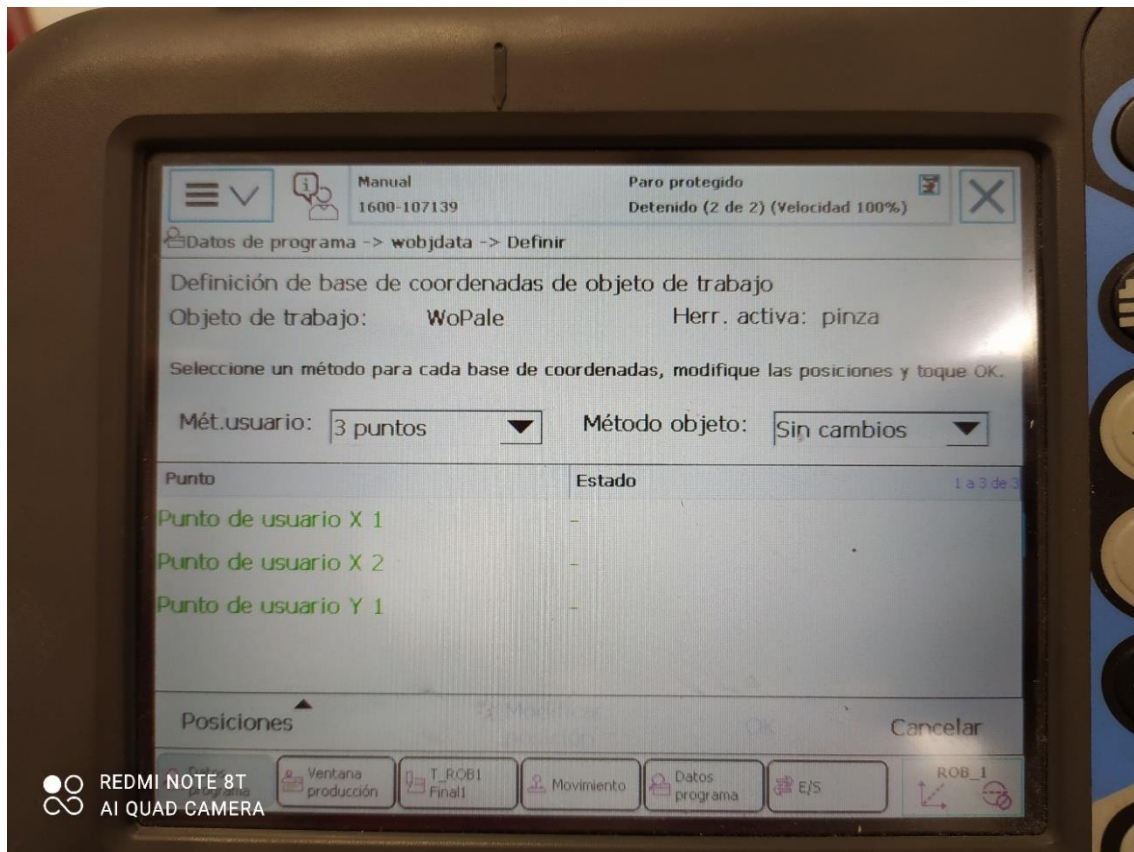 Manual
1600-107139
Paro protegido
Detenido (2 de 2) (Velocidad 100%)
Datos de programa -> wobjdata -> Definir
Definición de base de coordenadas de objeto de trabajo
Objeto de trabajo: WoPale Herr. activa: pinza
Seleccione un método para cada base de coordenadas, modifique las posiciones y toque OK.
Mét.usuario: 3 puntos Método objeto: Sin cambios
Punto Estado 1 a 3 de 3
Punto de usuario X 1 -
Punto de usuario X 2 -
Punto de usuario Y 1 -
Posiciones OK Cancelar
programa
Ventana
producción
T_ROB1
Final1
Movimiento
Datos
programa
E/S
ROB_1
REDMI NOTE 8T
AI QUAD CAMERA